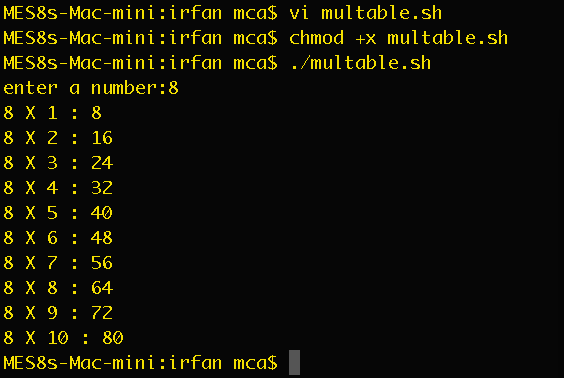 MES8s-Mac-mini:irfan mca$ vi multable.sh
MES8s-Mac-mini:irfan mca$ chmod +x multable.sh
MES8s-Mac-mini:irfan mca$ ./multable.sh
enter a number:8
8 X 1 : 8
8 X 2 : 16
8 X 3 : 24
8 X 4 : 32
8 X 5 : 40
8 X 6 : 48
8 X 7 : 56
8 X 8 : 64
8 X 9 : 72
8 X 10 : 80
MES8s-Mac-mini:irfan mca$